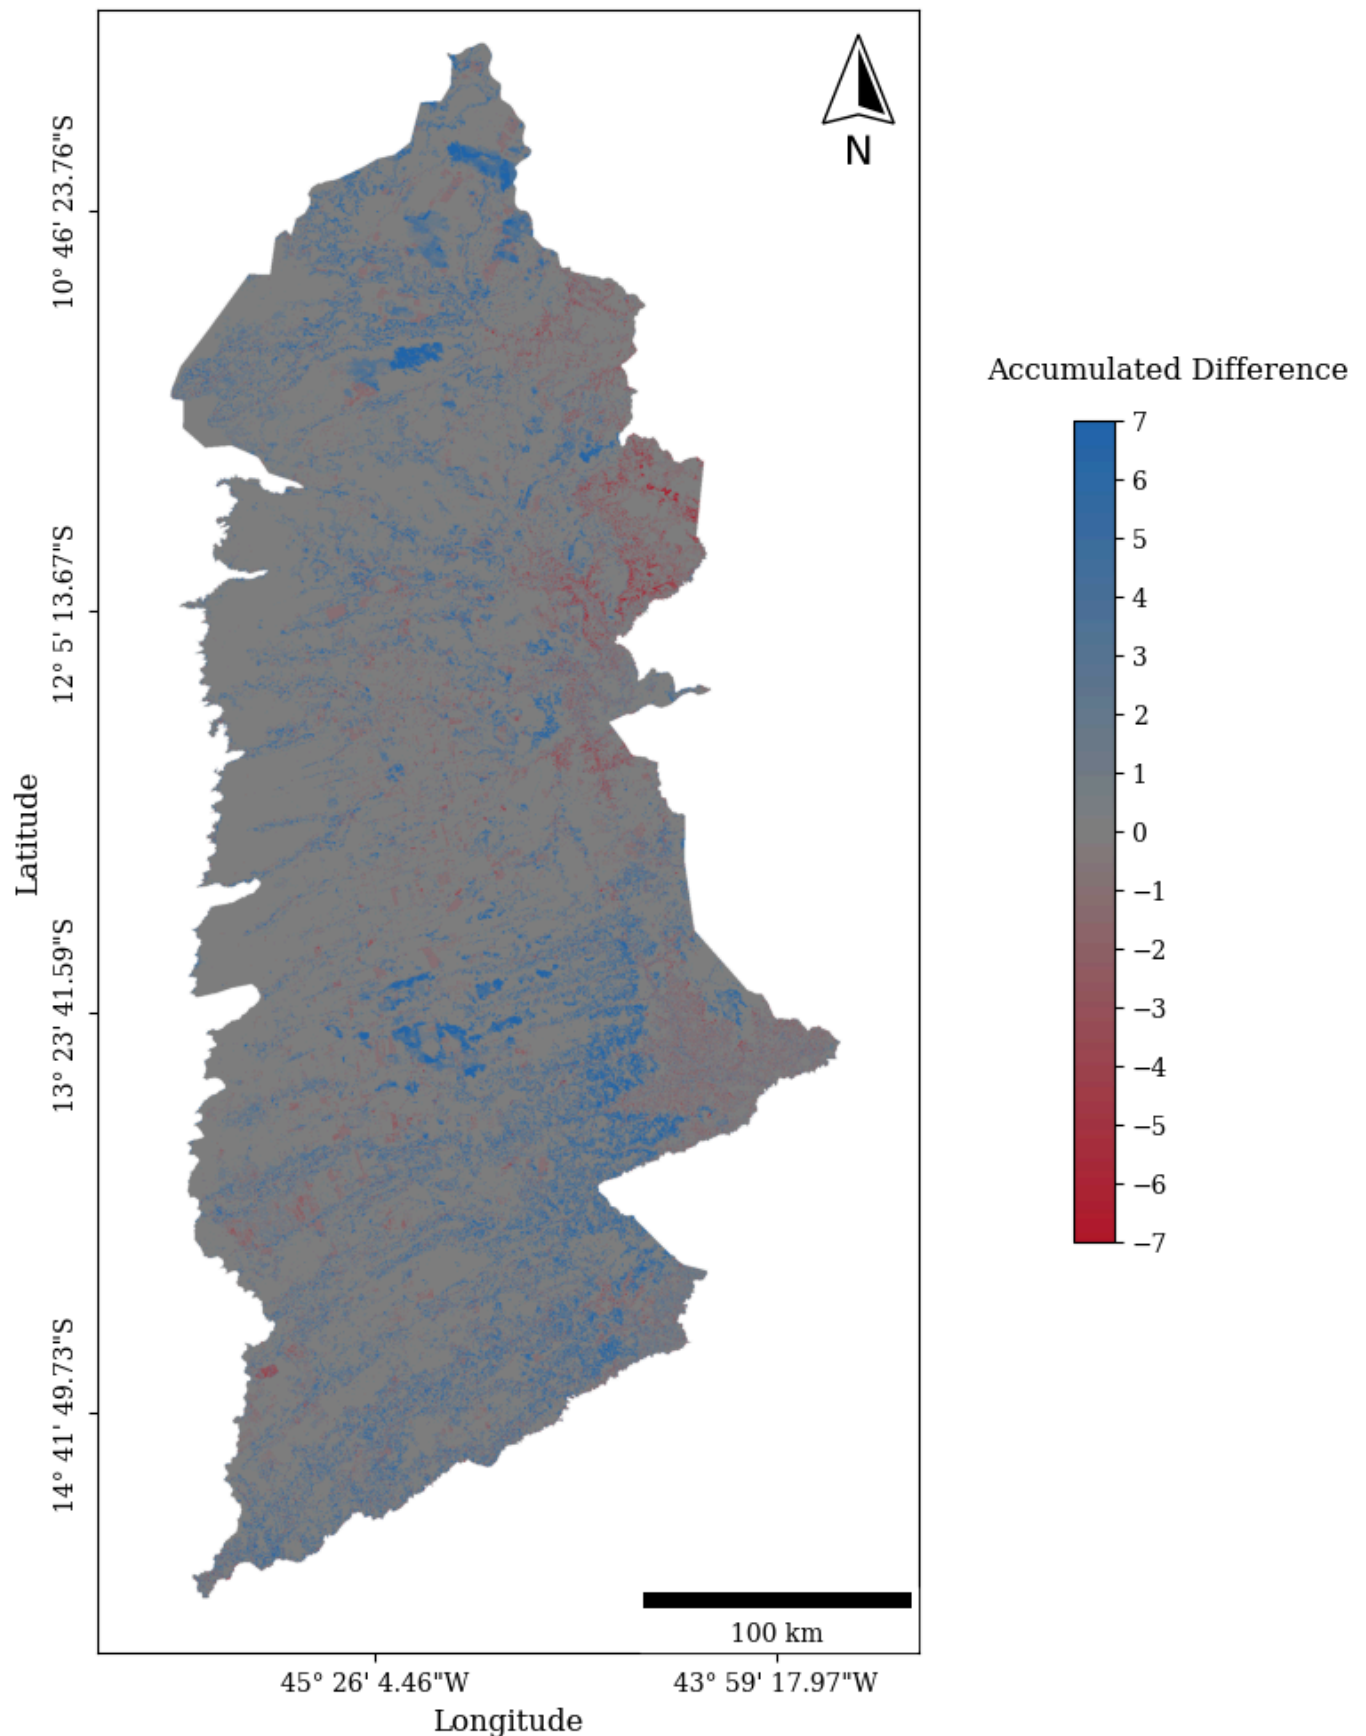 N
10° 46' 23.76"S
12° 5' 13.67"S
13° 23' 41.59"S
14° 41' 49.73"S
Latitude
100 km
45° 26' 4.46"W
43° 59' 17.97"W
Longitude
Accumulated Difference
7
6
5
4
3
2
1
0
−1
−2
−3
−4
−5
−6
−7